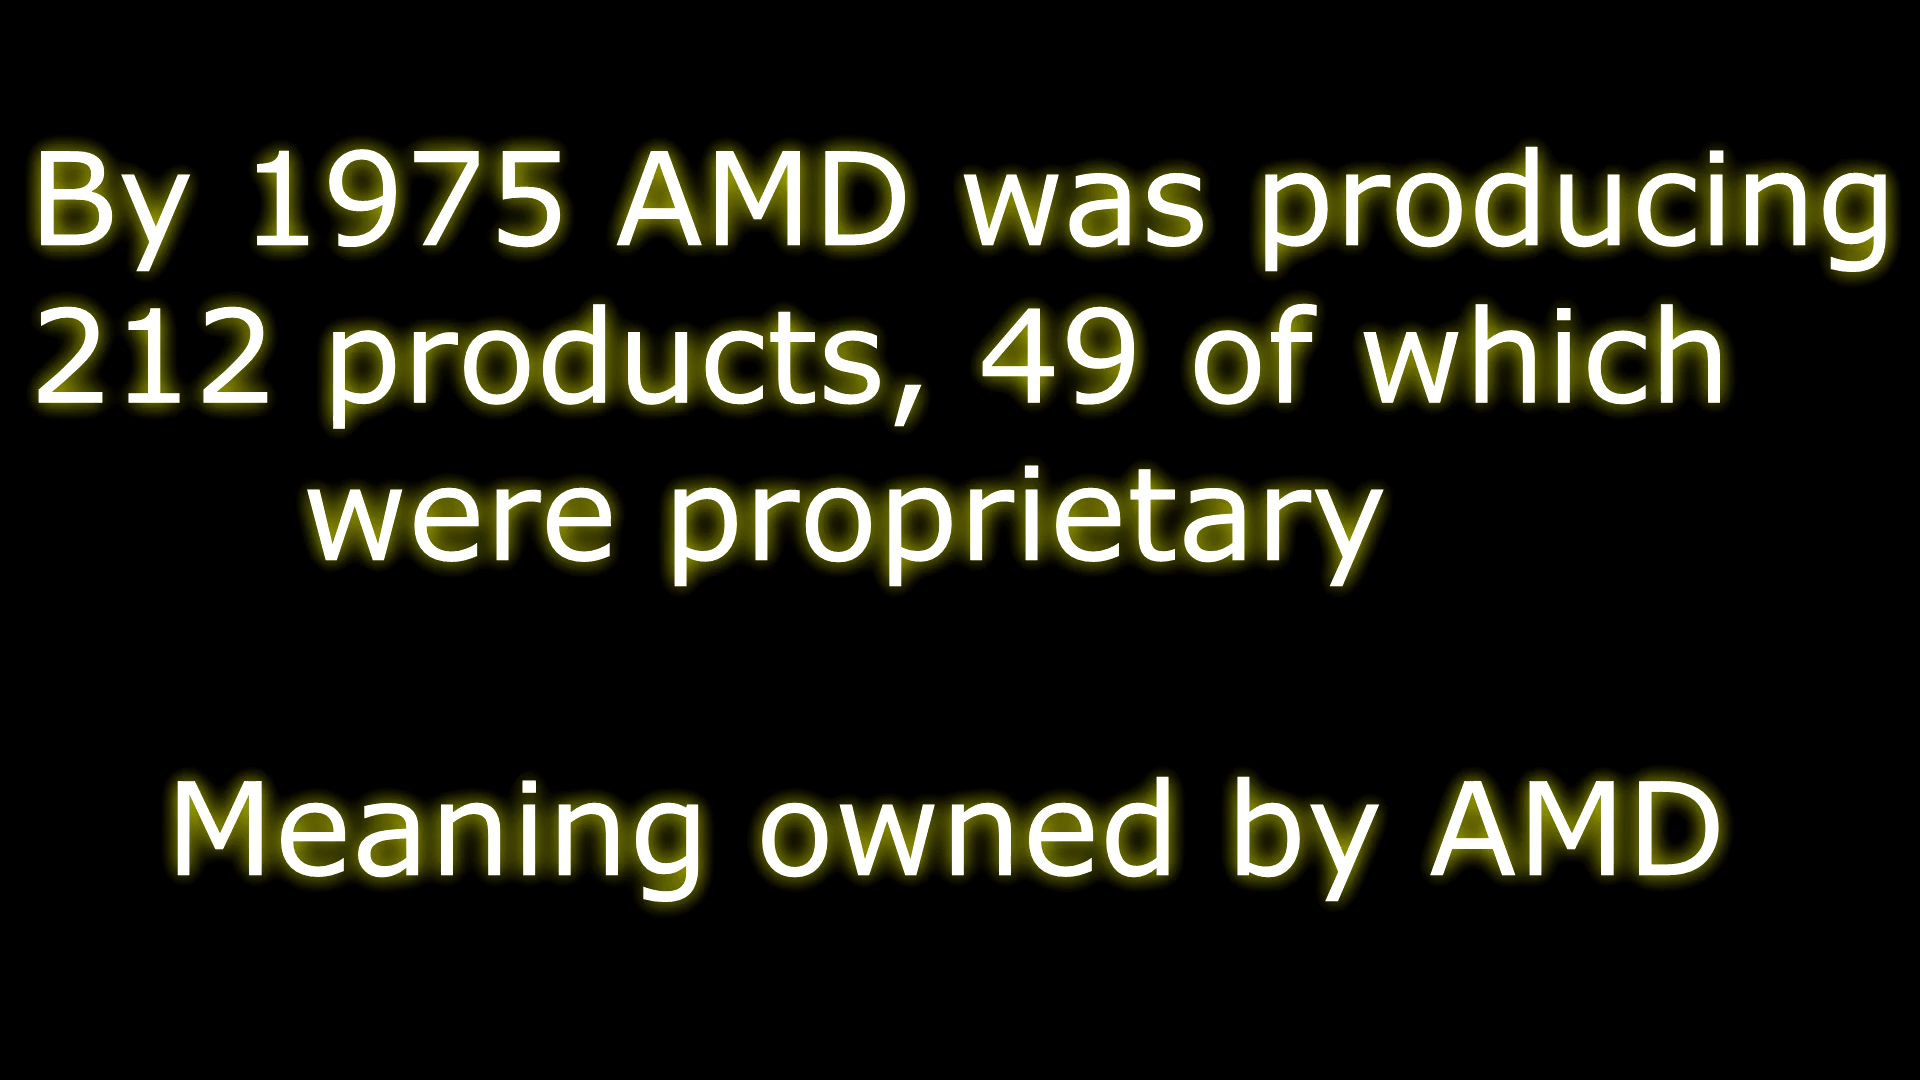 By 1975 AMD was producing
212 products, 49 of which
were proprietary
Meaning owned by AMD